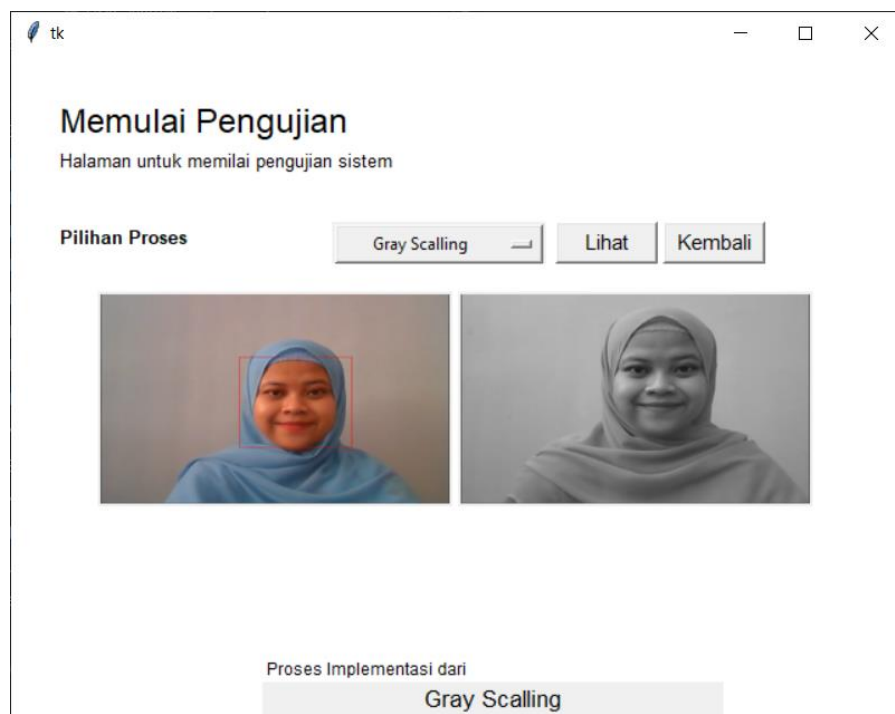 tk
Memulai Pengujian
Halaman untuk memilai pengujian sistem
Pilihan Proses
Gray Scalling
Lihat
Kembali
Proses Implementasi dari
Gray Scalling